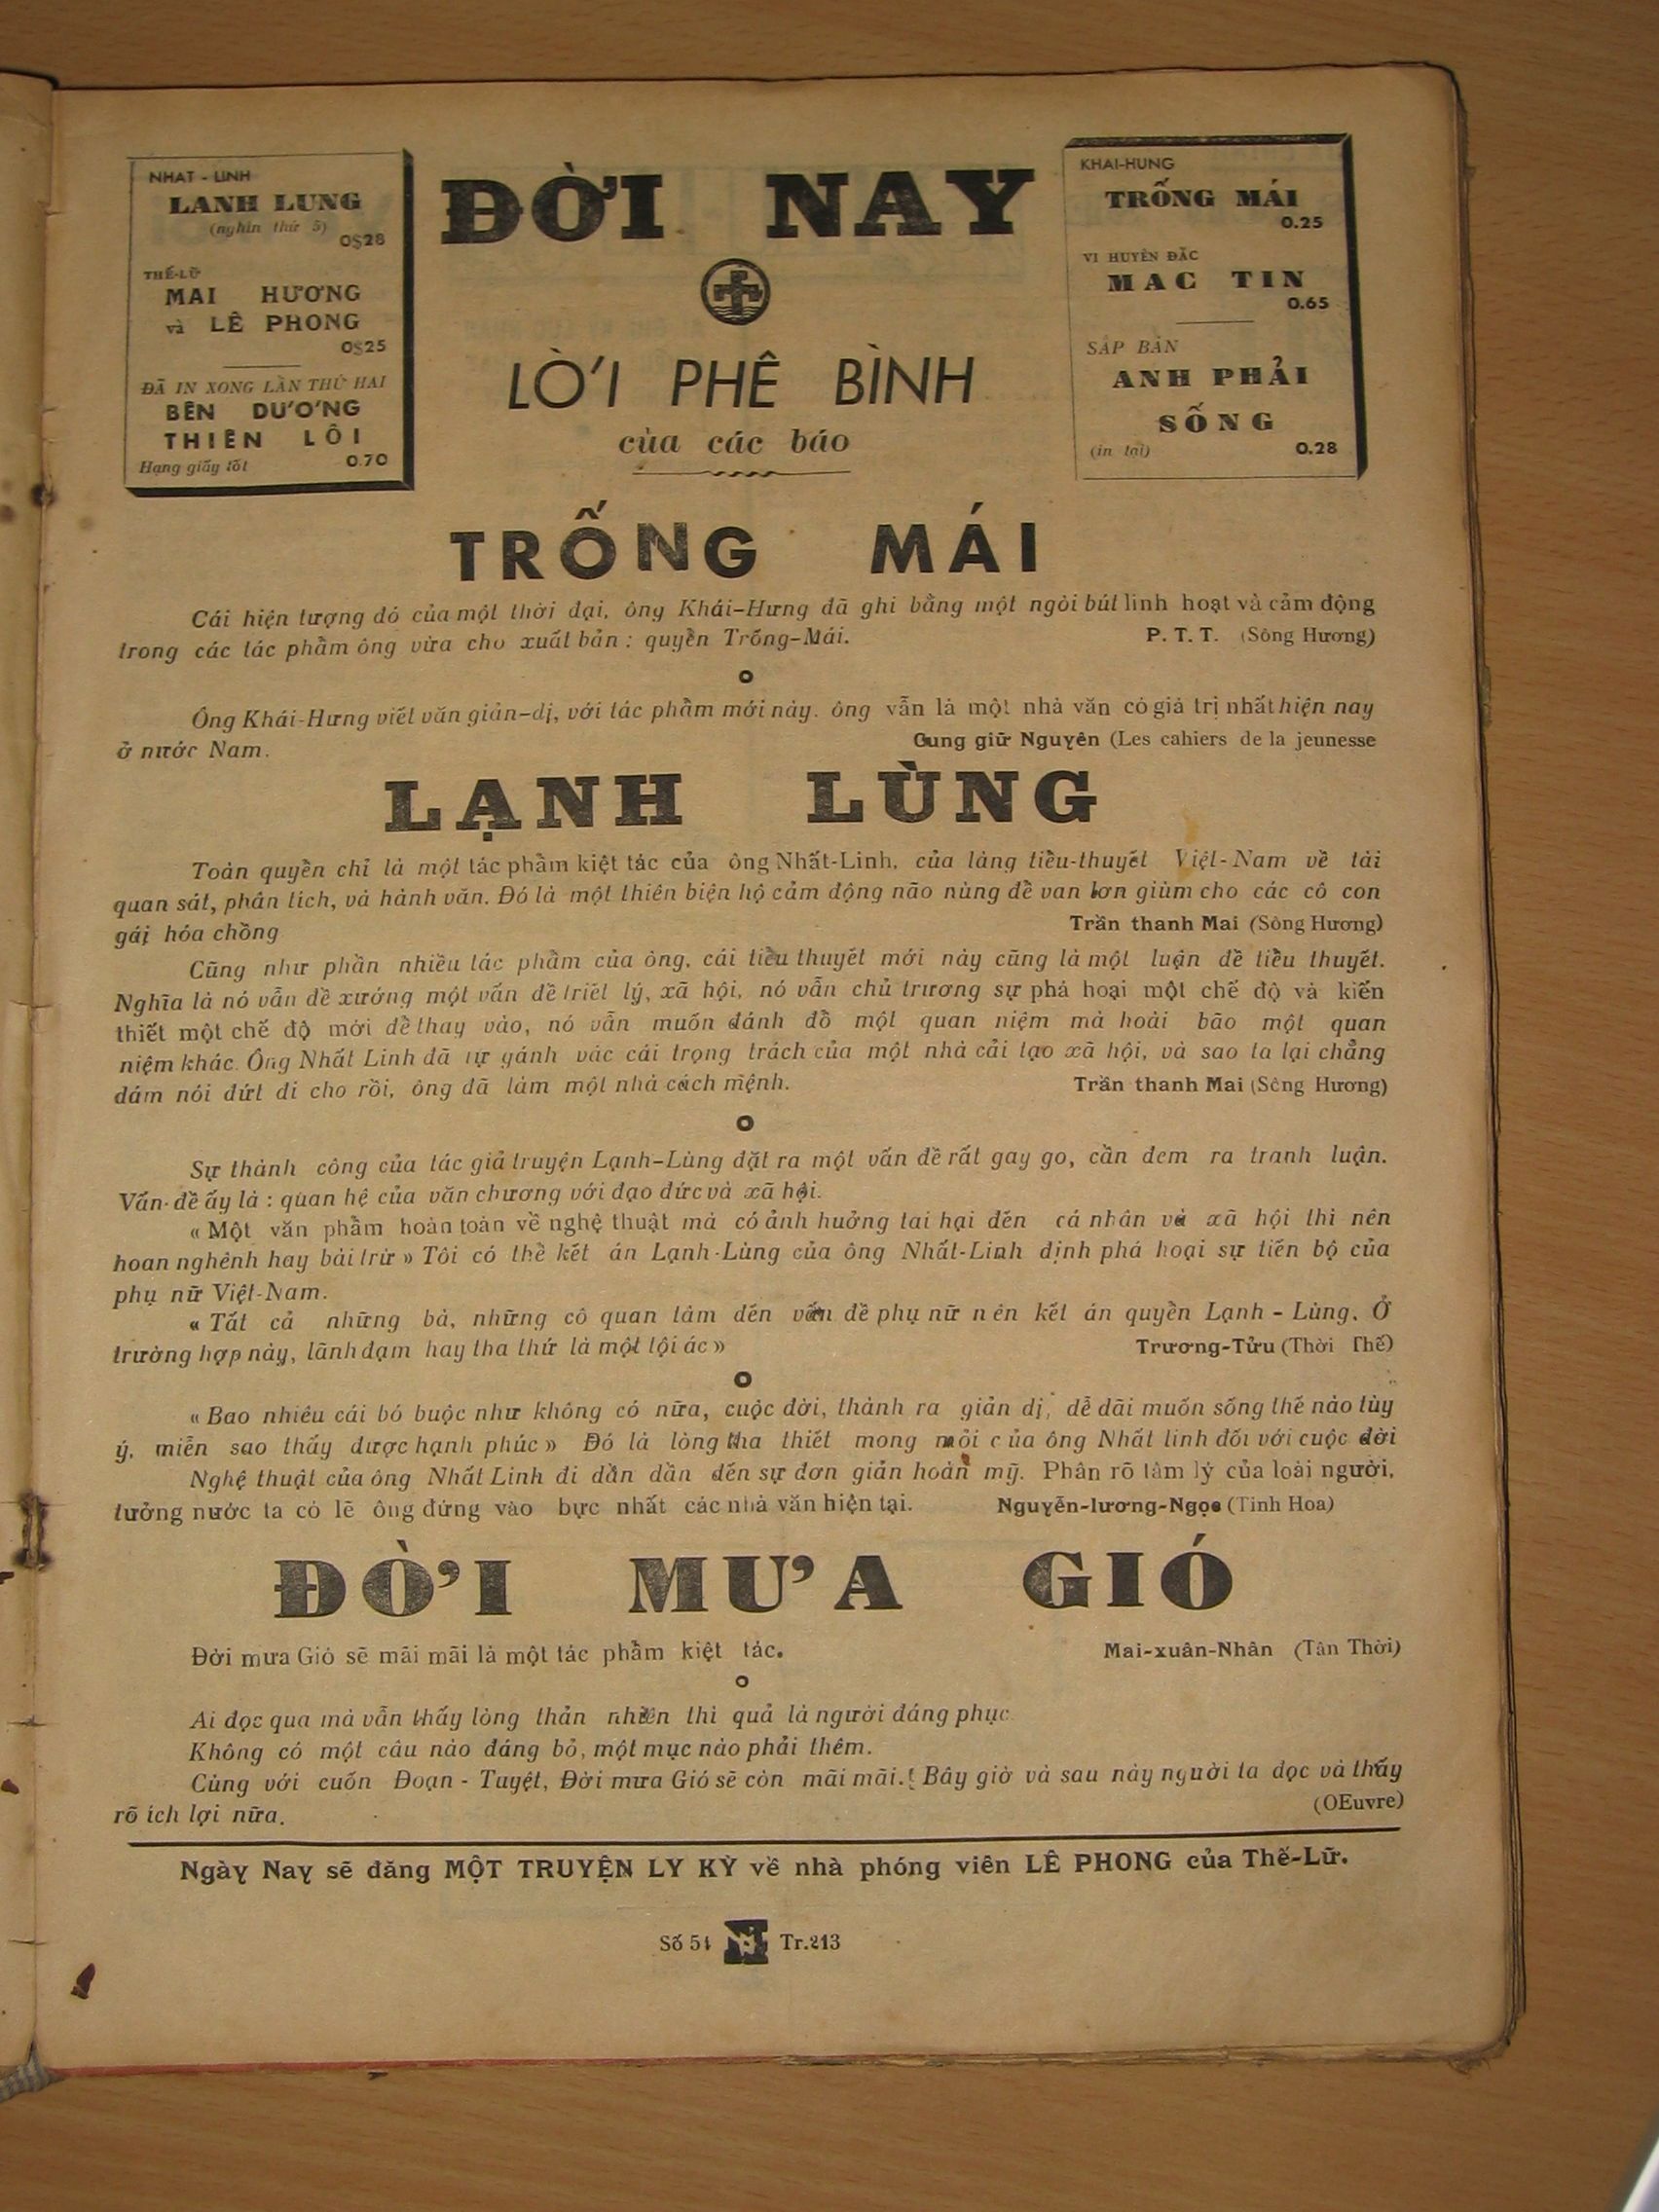 NHAT - LINH
LANH LUNG
(nghìn thứ 5)
0$28
THẾ-LỮ
MAI HƯƠNG
và LÊ PHONG
0$25
ĐÃ IN XONG LẦN THỨ HAI
BÊN ĐƯỜNG
THIÊN LÔI
Hạng giấy tốt 0.70
ĐỜI NAY
LỜI PHÊ BÌNH
của các báo
KHAI-HUNG
TRỐNG MÁI
0.25
VI HUYỀN ĐẮC
MAC TIN
0.65
SẮP BÁN
ANH PHẢI
SỐNG
(in lại) 0.28
TRỐNG MÁI
Cái hiện tượng đó của một thời đại, ông Khái-Hưng đã ghi bằng một ngòi bút linh hoạt và cảm động
trong các tác phẩm ông vừa cho xuất bản : quyền Trống-Mái. P. T. T. (Sông Hương)
o
Ông Khái-Hưng viết văn giản-dị, với tác phẩm mới này. ông vẫn là một nhà văn có giá trị nhất hiện nay
ở nước Nam. Cung giữ Nguyên (Les cahiers de la jeunesse
LẠNH LÙNG
Toàn quyền chỉ là một tác phẩm kiệt tác của ông Nhất-Linh, của làng tiểu-thuyết Việt-Nam về tài
quan sát, phân tích, và hành văn. Đó là một thiên biện hộ cảm động não nùng đề van lơn giùm cho các cô con
gái hóa chồng Trần thanh Mai (Sông Hương)
Cũng như phần nhiều tác phẩm của ông, cái tiều thuyết mới này cũng là một luận đề tiều thuyết.
Nghĩa là nó vẫn đề xướng một vấn đề triết lý, xã hội, nó vẫn chủ trương sự phá hoại một chế độ và kiến
thiết một chế độ mới đề thay vào, nó vẫn muốn đánh đồ một quan niệm mà hoài bão một quan
niệm khác. Ông Nhất Linh đã tự gánh vác cái trọng trách của một nhà cải tạo xã hội, và sao ta lại chẳng
dám nói dứt đi cho rồi, ông đã làm một nhà cách mệnh. Trần thanh Mai (Sông Hương)
o
Sự thành công của tác giả truyện Lạnh-Lùng đặt ra một vấn đề rất gay go, cần đem ra tranh luận.
Vấn-đề ấy là : quan hệ của văn chương với đạo đức và xã hội.
« Một văn phẩm hoàn toàn về nghệ thuật mà có ảnh huởng tai hại đến cá nhân và xã hội thì nên
hoan nghênh hay bài trừ » Tôi có thề kết án Lạnh-Lùng của ông Nhất-Linh định phá hoại sự tiến bộ của
phụ nữ Việt-Nam.
« Tất cả những bà, những cô quan tâm đến vấn đề phụ nữ nên kết án quyền Lạnh - Lùng. Ở
trường hợp này, lãnh đạm hay tha thứ là một tội ác » Trương-Tửu (Thời Thế)
o
« Bao nhiêu cái bó buộc như không có nữa, cuộc đời, thành ra giản dị, dễ dãi muốn sống thế nào tùy
ý, miễn sao thấy được hạnh phúc » Đó là lòng tha thiết mong mỏi của ông Nhất linh đối với cuộc đời
Nghệ thuật của ông Nhất Linh đi dần dần đến sự đơn giản hoàn mỹ. Phân rõ tâm lý của loài người,
tưởng nước ta có lẽ ông đứng vào bực nhất các nhà văn hiện tại. Nguyễn-lương-Ngọc (Tinh Hoa)
ĐỜI MƯA GIÓ
Đời mưa Gió sẽ mãi mãi là một tác phẩm kiệt tác. Mai-xuân-Nhân (Tân Thời)
o
Ai đọc qua mà vẫn thấy lòng thản nhiên thì quả là người đáng phục
Không có một câu nào đáng bỏ, một mục nào phải thêm.
Cùng với cuốn Đoạn - Tuyệt, Đời mưa Gió sẽ còn mãi mãi.! Bây giờ và sau này nguời ta đọc và thấy
rõ ích lợi nữa. (OEuvre)
Ngày Nay sẽ đăng MỘT TRUYỆN LY KỲ về nhà phóng viên LÊ PHONG của Thế-Lữ.
Số 51 Tr.213